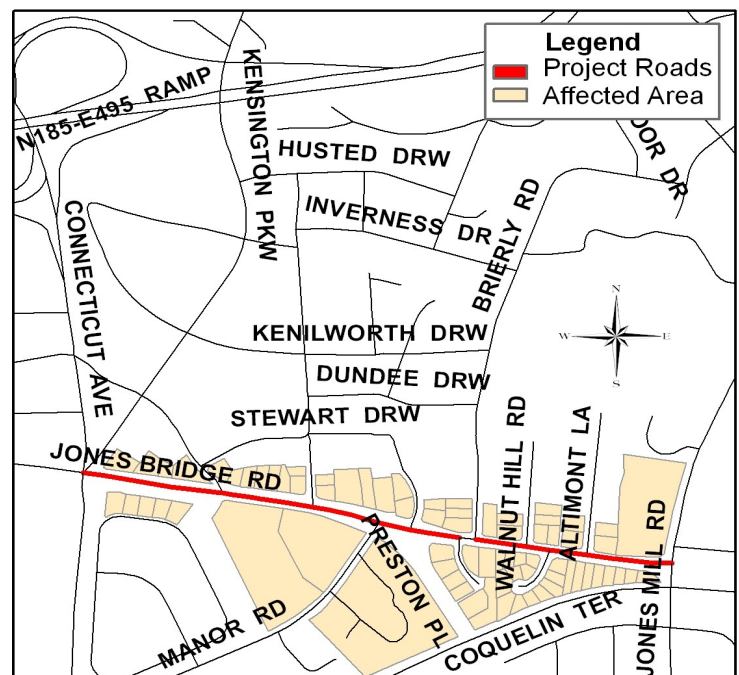 Legend
Project Roads
Affected Area
N185-E495 RAMP
KENSINGTON PKW
OOR DR
HUSTED DRW
INVERNESS DR
CONNECTICUT AVE
BRIERLY RD
N
W E
S
KENILWORTH DRW
DUNDEE DRW
STEWART DRW
WALNUT HILL RD
ALTIMONT LA
JONES BRIDGE RD
PRESTON PL
JONES MILL RD
MANOR RD
COQUELIN TER